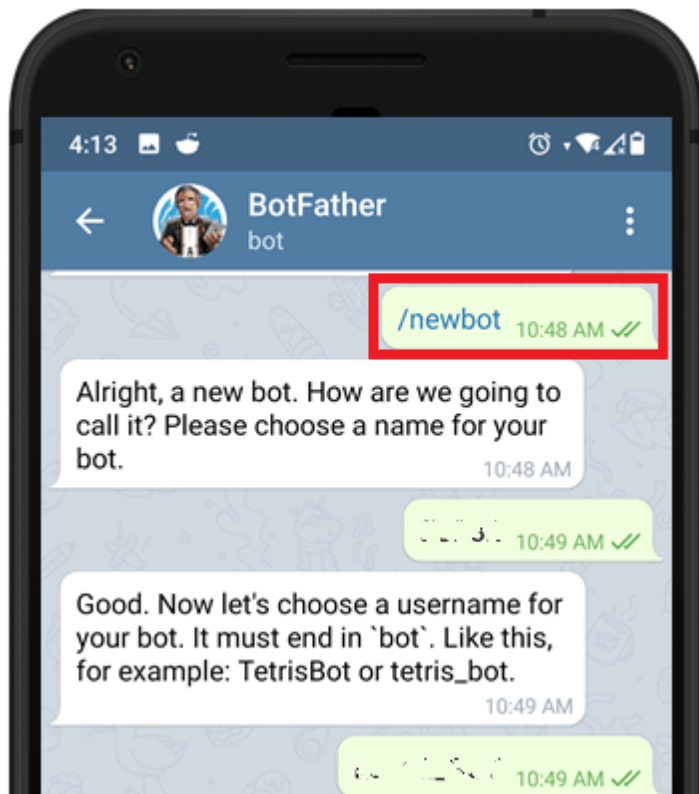 4:13
BotFather
bot
/newbot 10:48 AM
Alright, a new bot. How are we going to
call it? Please choose a name for your
bot.
10:48 AM
10:49 AM
Good. Now let's choose a username for
your bot. It must end in `bot`. Like this,
for example: TetrisBot or tetris_bot.
10:49 AM
10:49 AM